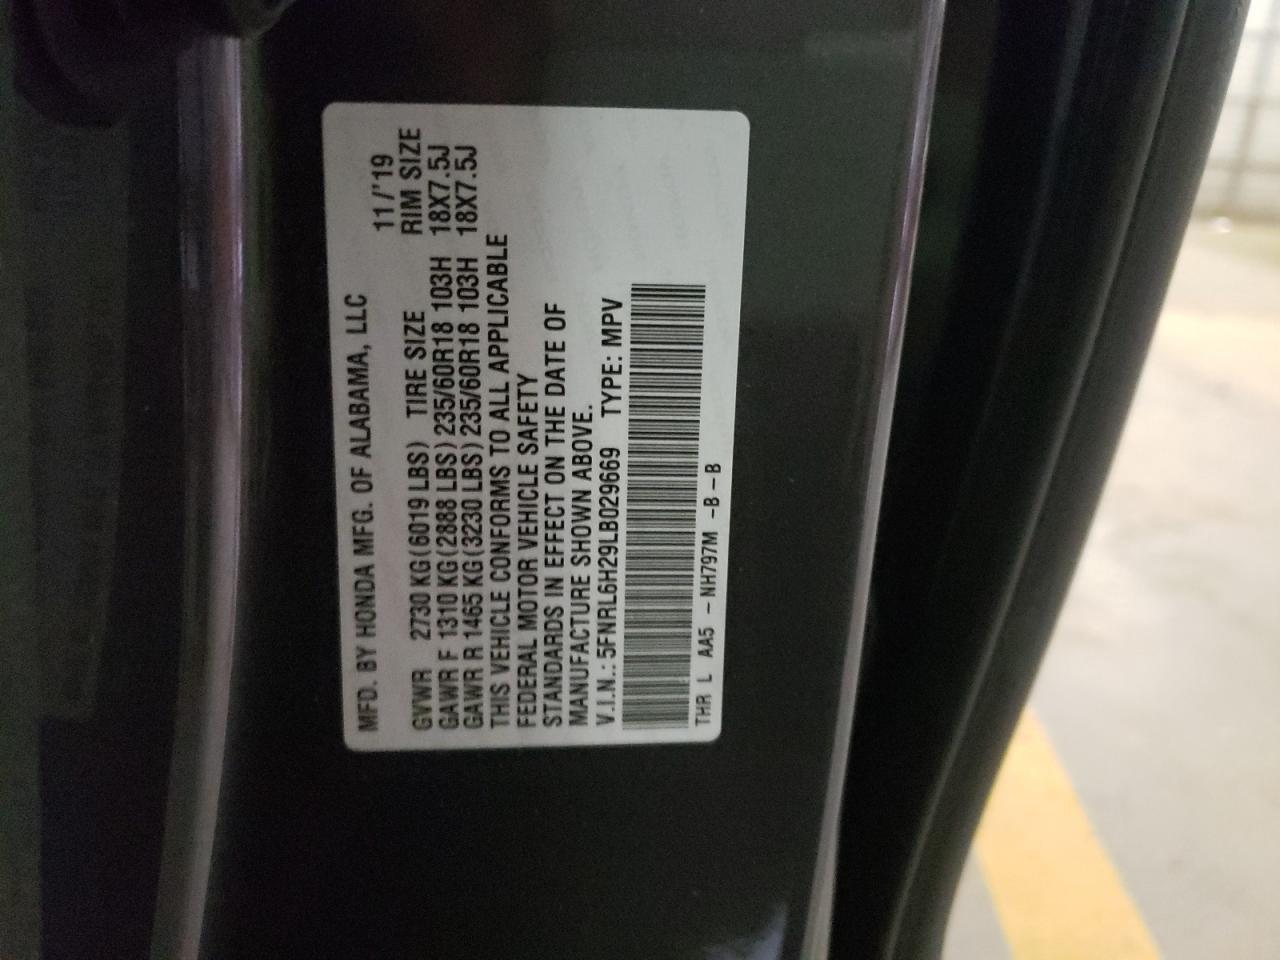 MFD. BY HONDA MFG. OF ALABAMA, LLC
11/'19
GVWR 2730 KG(6019 LBS) TIRE SIZE RIM SIZE
GAWR F 1310 KG(2888 LBS) 235/60R18 103H 18X7.5J
GAWR R 1465 KG(3230 LBS) 235/60R18 103H 18X7.5J
THIS VEHICLE CONFORMS TO ALL APPLICABLE
FEDERAL MOTOR VEHICLE SAFETY
STANDARDS IN EFFECT ON THE DATE OF
MANUFACTURE SHOWN ABOVE.
V.I.N.: 5FNRL6H29LB029669 TYPE: MPV
THR L AA5 -NH797M -B-B